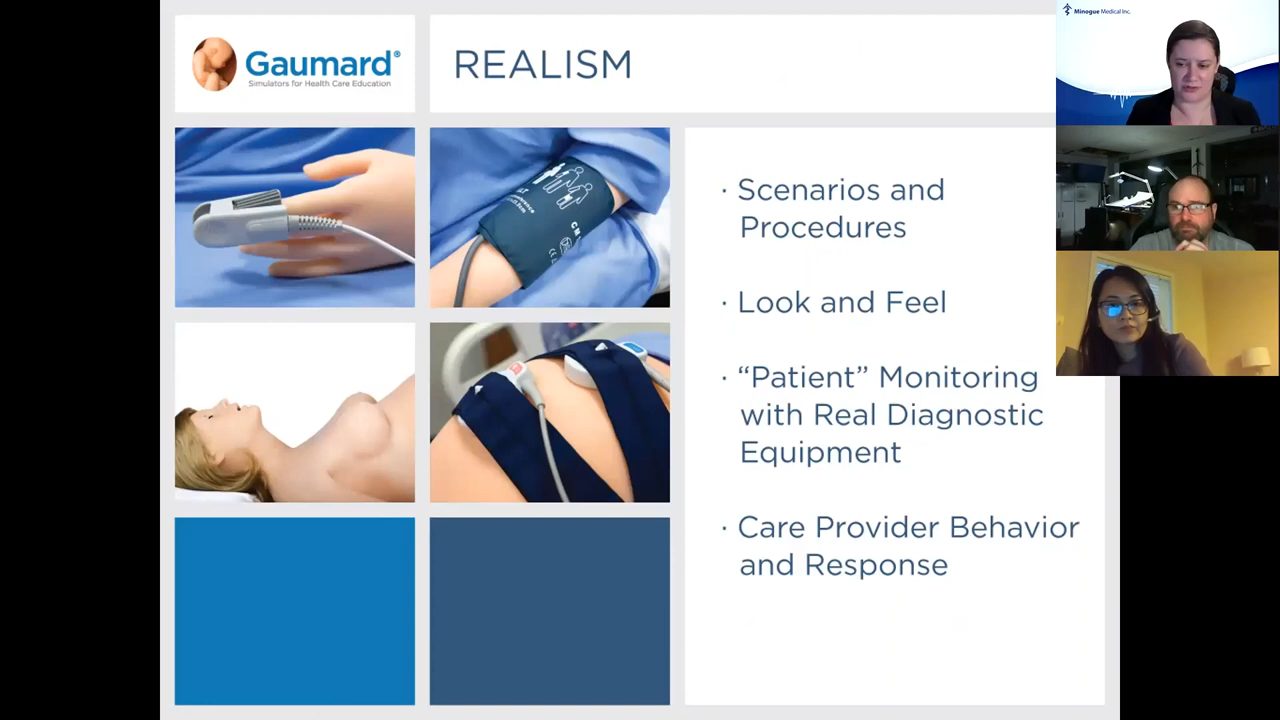 Gaumard®
Simulators for Health Care Education
REALISM
· Scenarios and
Procedures
· Look and Feel
· “Patient” Monitoring
with Real Diagnostic
Equipment
· Care Provider Behavior
and Response
Minogue Medical Inc.